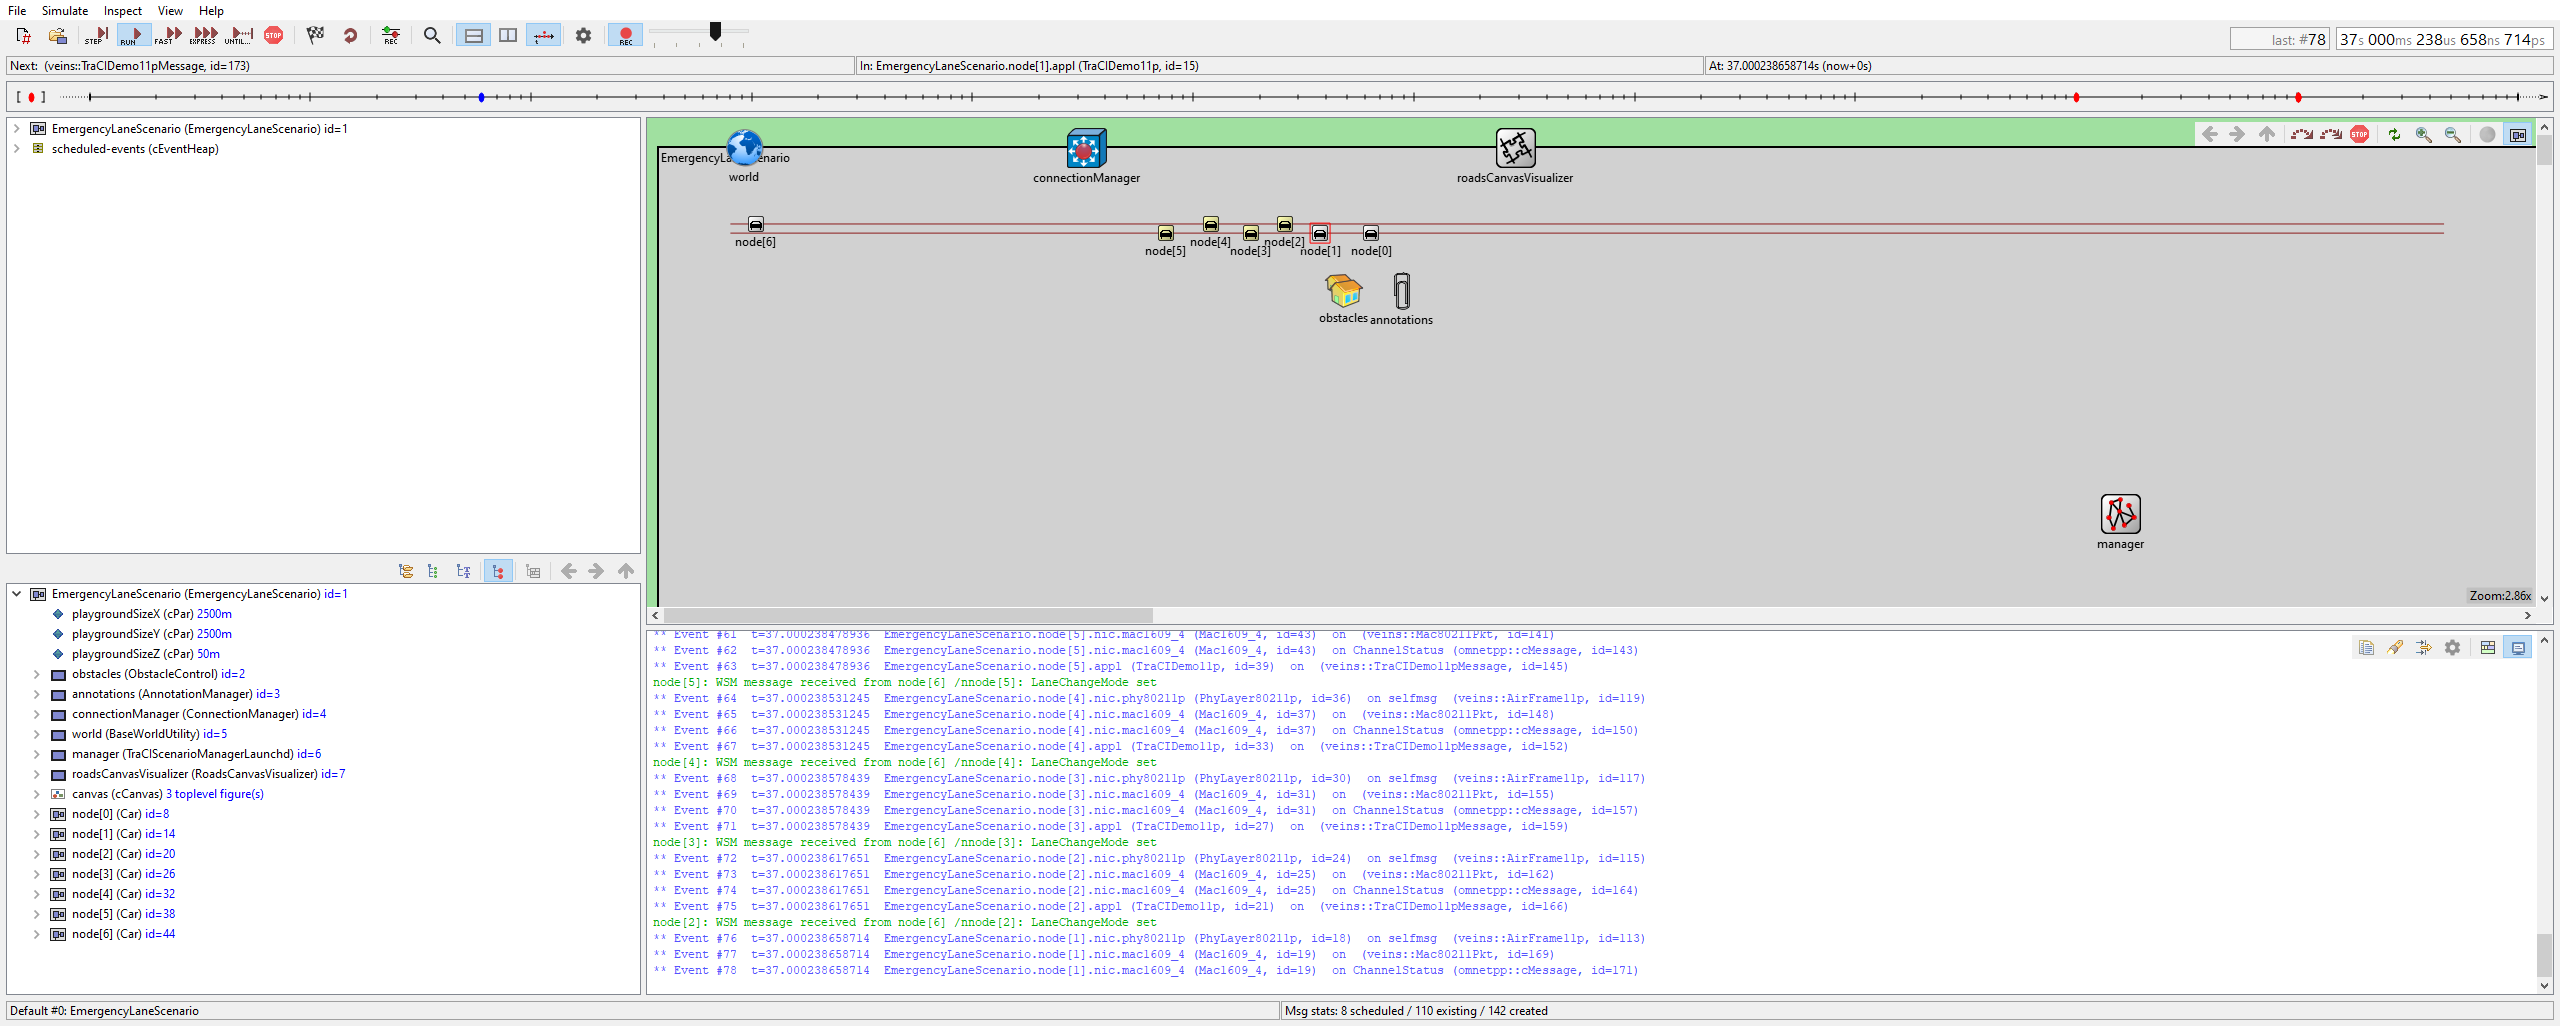 File Simulate Inspect View Help
STEP RUN FAST EXPRESS UNTIL... STOP REC REC
last: #78 37s 000ms 238us 658ns 714ps
Next: (veins::TraCIDemo11pMessage, id=173) In: EmergencyLaneScenario.node[1].appl (TraCIDemo11p, id=15) At: 37.000238658714s (now+0s)
EmergencyLaneScenario (EmergencyLaneScenario) id=1
scheduled-events (cEventHeap)
STOP
world
connectionManager
roadsCanvasVisualizer
node[6]
node[5]
node[4]
node[3]
node[2]
node[1]
node[0]
obstacles
annotations
manager
Zoom:2.86x
EmergencyLaneScenario (EmergencyLaneScenario) id=1
playgroundSizeX (cPar) 2500m
playgroundSizeY (cPar) 2500m
playgroundSizeZ (cPar) 50m
obstacles (ObstacleControl) id=2
annotations (AnnotationManager) id=3
connectionManager (ConnectionManager) id=4
world (BaseWorldUtility) id=5
manager (TraCIScenarioManagerLaunchd) id=6
roadsCanvasVisualizer (RoadsCanvasVisualizer) id=7
canvas (cCanvas) 3 toplevel figure(s)
node[0] (Car) id=8
node[1] (Car) id=14
node[2] (Car) id=20
node[3] (Car) id=26
node[4] (Car) id=32
node[5] (Car) id=38
node[6] (Car) id=44
** Event #61 t=37.000238478936 EmergencyLaneScenario.node[5].nic.mac1609_4 (Mac1609_4, id=43) on (veins::Mac80211Pkt, id=141)
** Event #62 t=37.000238478936 EmergencyLaneScenario.node[5].nic.mac1609_4 (Mac1609_4, id=43) on ChannelStatus (omnetpp::cMessage, id=143)
** Event #63 t=37.000238478936 EmergencyLaneScenario.node[5].appl (TraCIDemo11p, id=39) on (veins::TraCIDemo11pMessage, id=145)
node[5]: WSM message received from node[6] /nnode[5]: LaneChangeMode set
** Event #64 t=37.000238531245 EmergencyLaneScenario.node[4].nic.phy80211p (PhyLayer80211p, id=36) on selfmsg (veins::AirFrame11p, id=119)
** Event #65 t=37.000238531245 EmergencyLaneScenario.node[4].nic.mac1609_4 (Mac1609_4, id=37) on (veins::Mac80211Pkt, id=148)
** Event #66 t=37.000238531245 EmergencyLaneScenario.node[4].nic.mac1609_4 (Mac1609_4, id=37) on ChannelStatus (omnetpp::cMessage, id=150)
** Event #67 t=37.000238531245 EmergencyLaneScenario.node[4].appl (TraCIDemo11p, id=33) on (veins::TraCIDemo11pMessage, id=152)
node[4]: WSM message received from node[6] /nnode[4]: LaneChangeMode set
** Event #68 t=37.000238578439 EmergencyLaneScenario.node[3].nic.phy80211p (PhyLayer80211p, id=30) on selfmsg (veins::AirFrame11p, id=117)
** Event #69 t=37.000238578439 EmergencyLaneScenario.node[3].nic.mac1609_4 (Mac1609_4, id=31) on (veins::Mac80211Pkt, id=155)
** Event #70 t=37.000238578439 EmergencyLaneScenario.node[3].nic.mac1609_4 (Mac1609_4, id=31) on ChannelStatus (omnetpp::cMessage, id=157)
** Event #71 t=37.000238578439 EmergencyLaneScenario.node[3].appl (TraCIDemo11p, id=27) on (veins::TraCIDemo11pMessage, id=159)
node[3]: WSM message received from node[6] /nnode[3]: LaneChangeMode set
** Event #72 t=37.000238617651 EmergencyLaneScenario.node[2].nic.phy80211p (PhyLayer80211p, id=24) on selfmsg (veins::AirFrame11p, id=115)
** Event #73 t=37.000238617651 EmergencyLaneScenario.node[2].nic.mac1609_4 (Mac1609_4, id=25) on (veins::Mac80211Pkt, id=162)
** Event #74 t=37.000238617651 EmergencyLaneScenario.node[2].nic.mac1609_4 (Mac1609_4, id=25) on ChannelStatus (omnetpp::cMessage, id=164)
** Event #75 t=37.000238617651 EmergencyLaneScenario.node[2].appl (TraCIDemo11p, id=21) on (veins::TraCIDemo11pMessage, id=166)
node[2]: WSM message received from node[6] /nnode[2]: LaneChangeMode set
** Event #76 t=37.000238658714 EmergencyLaneScenario.node[1].nic.phy80211p (PhyLayer80211p, id=18) on selfmsg (veins::AirFrame11p, id=113)
** Event #77 t=37.000238658714 EmergencyLaneScenario.node[1].nic.mac1609_4 (Mac1609_4, id=19) on (veins::Mac80211Pkt, id=169)
** Event #78 t=37.000238658714 EmergencyLaneScenario.node[1].nic.mac1609_4 (Mac1609_4, id=19) on ChannelStatus (omnetpp::cMessage, id=171)
Default #0: EmergencyLaneScenario Msg stats: 8 scheduled / 110 existing / 142 created